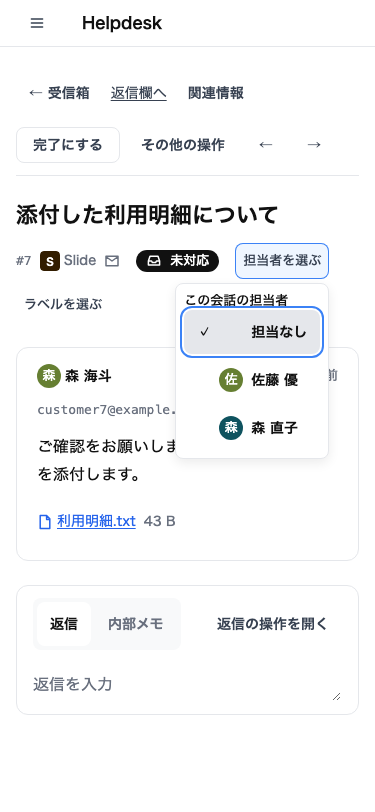 Helpdesk
← 受信箱 返信欄へ 関連情報
完了にする その他の操作 ← →
添付した利用明細について
#7 S Slide 未対応 担当者を選ぶ
ラベルを選ぶ
この会話の担当者
✓ 担当なし
佐 佐藤 優
森 森 直子
森 森 海斗 前
customer7@example.
ご確認をお願いしま
を添付します。
利用明細.txt 43 B
返信 内部メモ 返信の操作を開く
返信を入力